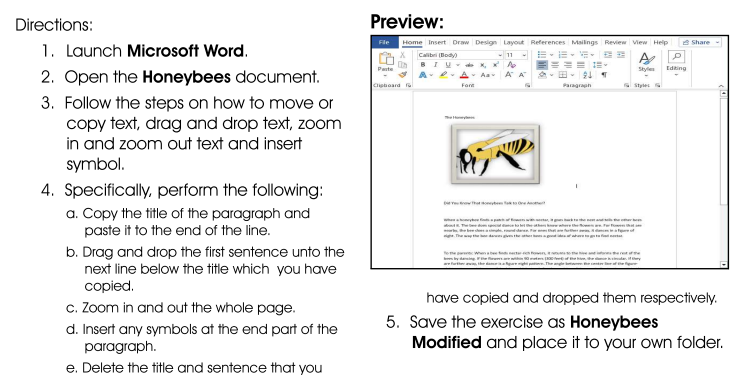 Directions:
1. Launch Microsoft Word.
2. Open the Honeybees document.
3. Follow the steps on how to move or
copy text, drag and drop text, zoom
in and zoom out text and insert
symbol.
4. Specifically, perform the following:
a. Copy the title of the paragraph and
paste it to the end of the line.
b. Drag and drop the first sentence unto the
next line below the title which you have
copied.
c. Zoom in and out the whole page.
d. Insert any symbols at the end part of the
paragraph.
e. Delete the title and sentence that you
Preview:
File Home Insert Draw Design Layout References Mailings Review View Help Share
Calibri (Body) 11
Paste B I U ab x, x² Styles Editing
A A Aa A A
Clipboard Font Paragraph Styles
The Honeybees
Did You Know That Honeybees Talk to One Another?
When a honeybee finds a patch of flowers with nectar, it goes back to the nest and tells the other bees
about it. The bee does special dance to let the others know where the flowers are. For flowers that are
nearby, the bee does a simple, round dance. For ones that are further away, it dances in a figure of
eight. The way the bee dances gives the other bees a good idea of where to go to find nectar.
To the parents: When a bee finds nectar rich flowers, it returns to the hive and informs the rest of the
bees by dancing. If the flowers are within 90 meters (300 feet) of the hive, the dance is circular. If they
are further away, the dance is a figure eight pattern. The angle between the center line of the figure
have copied and dropped them respectively.
5. Save the exercise as Honeybees
Modified and place it to your own folder.